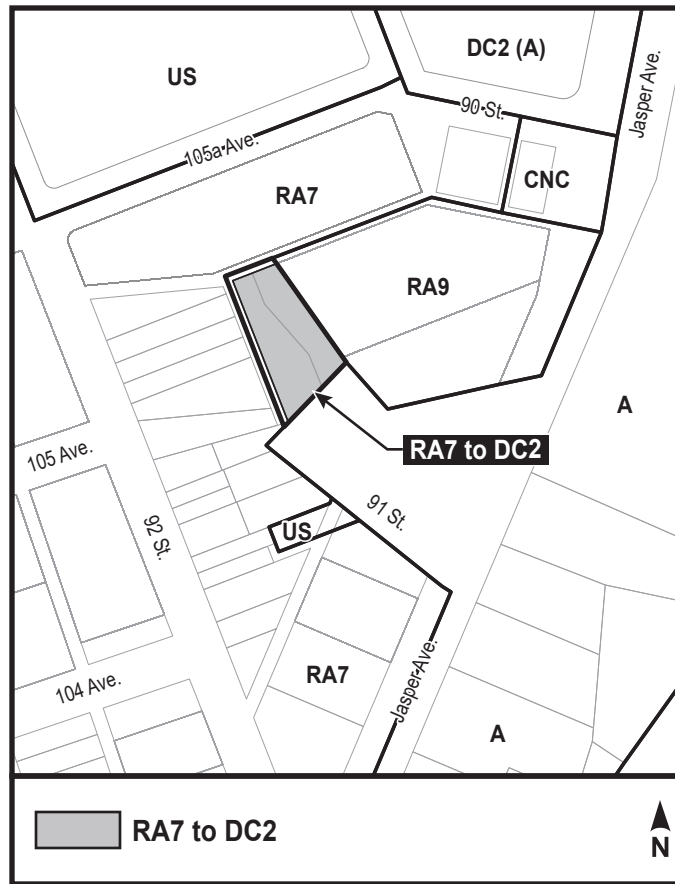 US
DC2 (A)
Jasper Ave.
90 St.
105a Ave.
CNC
RA7
RA9
A
RA7 to DC2
105 Ave.
91 St.
92 St.
US
RA7
104 Ave.
Jasper Ave.
A
RA7 to DC2
N